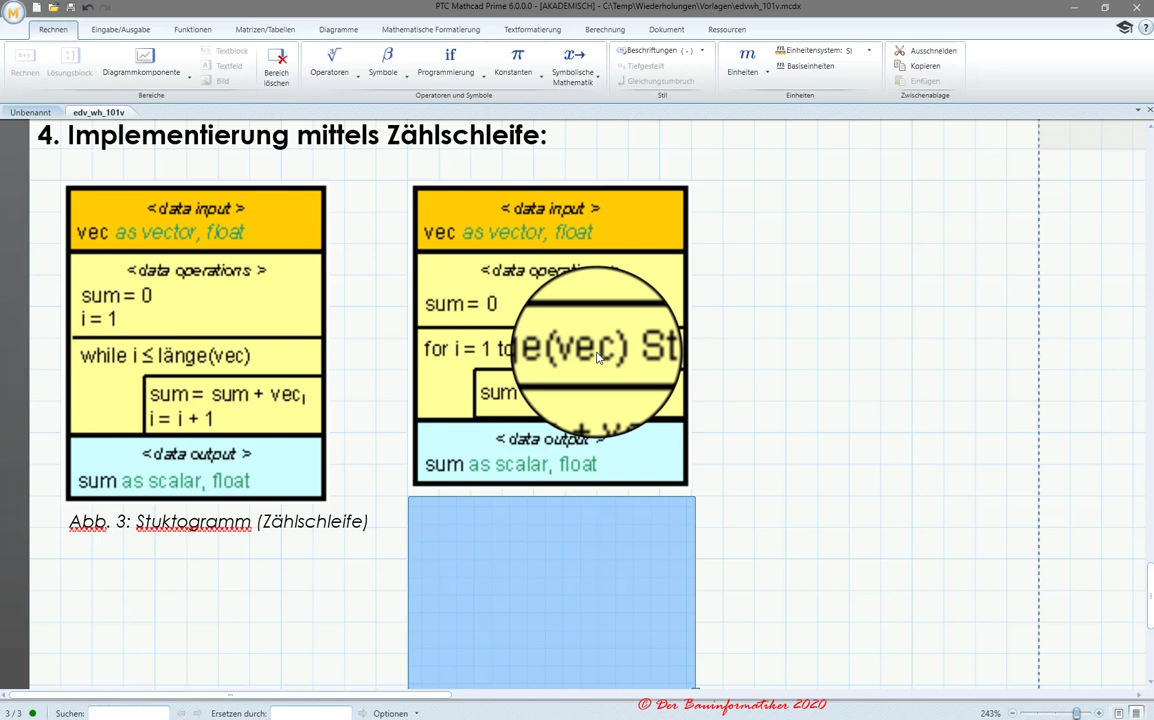 PTC Mathcad Prime 6.0.0.0 - [AKADEMISCH] - C:\Temp\Wiederholungen\Vorlagen\edvwh_101v.mcdx
Rechnen Eingabe/Ausgabe Funktionen Matrizen/Tabellen Diagramme Mathematische Formatierung Textformatierung Berechnung Dokument Ressourcen
Rechnen
Lösungsblock
Diagrammkomponente
Textblock
Textfeld
Bild
Bereich löschen
Bereiche
Operatoren
Symbole
Programmierung
Konstanten
Symbolische Mathematik
Operatoren und Symbole
Beschriftungen ( - )
Tiefgestellt
Gleichungsumbruch
Stil
Einheiten
Einheitensystem: SI
Basiseinheiten
Einheiten
Ausschneiden
Kopieren
Einfügen
Zwischenablage
Unbenannt edv_wh_101v
4. Implementierung mittels Zählschleife:
< data input >
vec as vector, float
< data operations >
sum = 0
i = 1
while i ≤ länge(vec)
sum = sum + vecᵢ
i = i + 1
< data output >
sum as scalar, float
Abb. 3: Stuktogramm (Zählschleife)
< data input >
vec as vector, float
sum = 0
for i = 1
e(vec) St
sum
< data output >
sum as scalar, float
3 / 3 Suchen: Ersetzen durch: Optionen
© Der Bauinformatiker 2020
243%